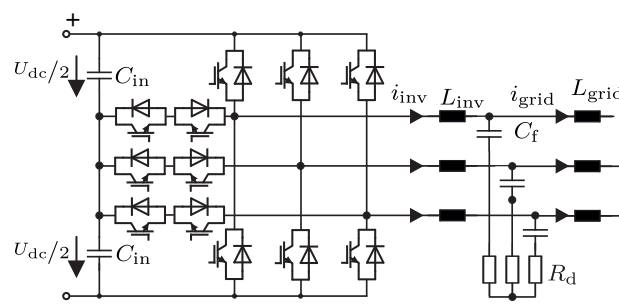 +
U_dc/2
C_in
i_inv
L_inv
i_grid
L_grid
C_f
U_dc/2
C_in
R_d